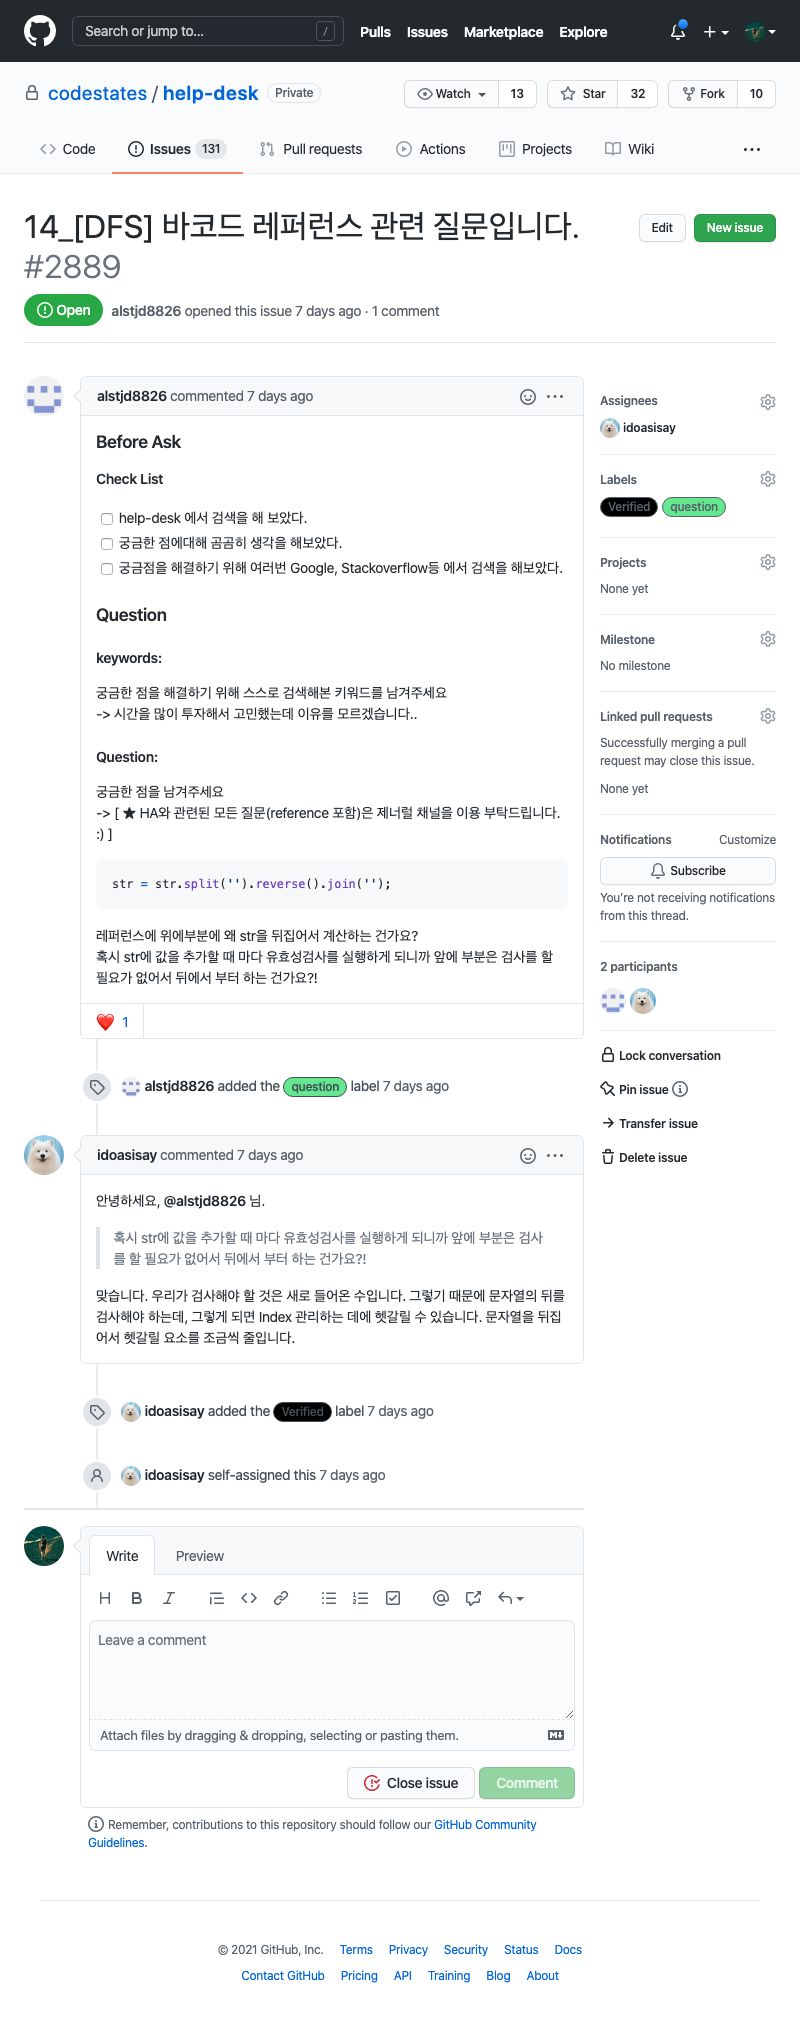 Search or jump to...
/
Pulls
Issues
Marketplace
Explore
codestates / help-desk
Private
Watch
13
Star
32
Fork
10
Code
Issues 131
Pull requests
Actions
Projects
Wiki
14_[DFS] 바코드 레퍼런스 관련 질문입니다.
#2889
Edit
New issue
Open
alstjd8826 opened this issue 7 days ago · 1 comment
alstjd8826 commented 7 days ago
Before Ask
Check List
help-desk 에서 검색을 해 보았다.
궁금한 점에대해 곰곰히 생각을 해보았다.
궁금점을 해결하기 위해 여러번 Google, Stackoverflow등 에서 검색을 해보았다.
Question
keywords:
궁금한 점을 해결하기 위해 스스로 검색해본 키워드를 남겨주세요
-> 시간을 많이 투자해서 고민했는데 이유를 모르겠습니다..
Question:
궁금한 점을 남겨주세요
-> [ ★ HA와 관련된 모든 질문(reference 포함)은 제너럴 채널을 이용 부탁드립니다.
:) ]
str = str.split('').reverse().join('');
레퍼런스에 위에부분에 왜 str을 뒤집어서 계산하는 건가요?
혹시 str에 값을 추가할 때 마다 유효성검사를 실행하게 되니까 앞에 부분은 검사를 할
필요가 없어서 뒤에서 부터 하는 건가요?!
❤️ 1
alstjd8826 added the question label 7 days ago
idoasisay commented 7 days ago
안녕하세요, @alstjd8826 님.
혹시 str에 값을 추가할 때 마다 유효성검사를 실행하게 되니까 앞에 부분은 검사
를 할 필요가 없어서 뒤에서 부터 하는 건가요?!
맞습니다. 우리가 검사해야 할 것은 새로 들어온 수입니다. 그렇기 때문에 문자열의 뒤를
검사해야 하는데, 그렇게 되면 Index 관리하는 데에 헷갈릴 수 있습니다. 문자열을 뒤집
어서 헷갈릴 요소를 조금씩 줄입니다.
idoasisay added the Verified label 7 days ago
idoasisay self-assigned this 7 days ago
Assignees
idoasisay
Labels
Verified
question
Projects
None yet
Milestone
No milestone
Linked pull requests
Successfully merging a pull
request may close this issue.
None yet
Notifications
Customize
Subscribe
You're not receiving notifications
from this thread.
2 participants
Lock conversation
Pin issue
Transfer issue
Delete issue
Write
Preview
H B I
Leave a comment
Attach files by dragging & dropping, selecting or pasting them.
Close issue
Comment
Remember, contributions to this repository should follow our GitHub Community
Guidelines.
© 2021 GitHub, Inc.
Terms
Privacy
Security
Status
Docs
Contact GitHub
Pricing
API
Training
Blog
About